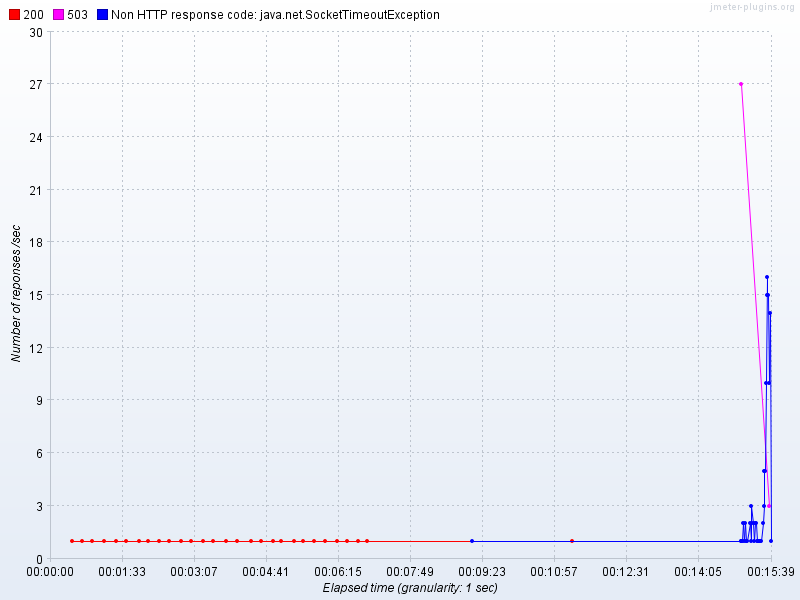 200 503 Non HTTP response code: java.net.SocketTimeoutException
jmeter-plugins.org
30
27
24
21
18
15
12
9
6
3
0
Number of reponses /sec
00:00:00 00:01:33 00:03:07 00:04:41 00:06:15 00:07:49 00:09:23 00:10:57 00:12:31 00:14:05 00:15:39
Elapsed time (granularity: 1 sec)